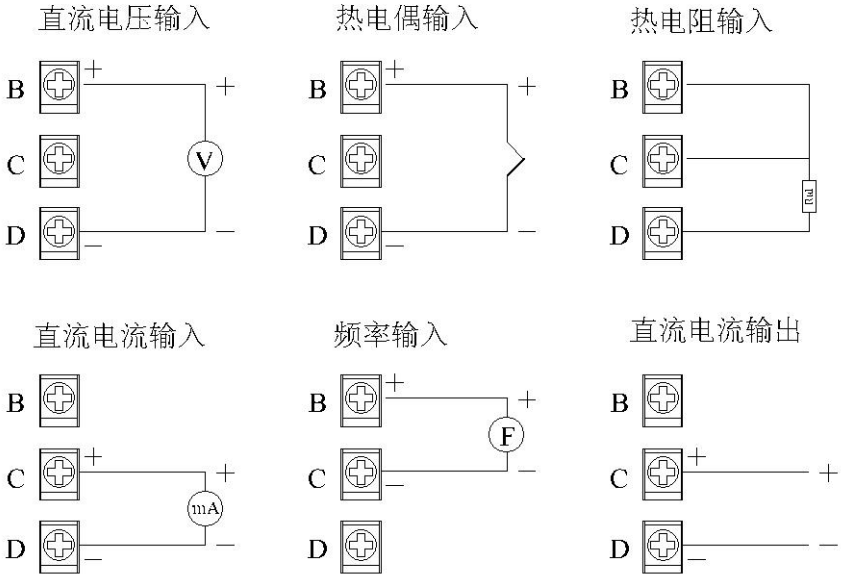 直流电压输入
热电偶输入
热电阻输入
B + +
C V
D − −
B + +
C
D − −
B
C
D Rtd
直流电流输入
频率输入
直流电流输出
B
C + +
D − −
mA
B + +
C − −
D
F
B
C + +
D − −